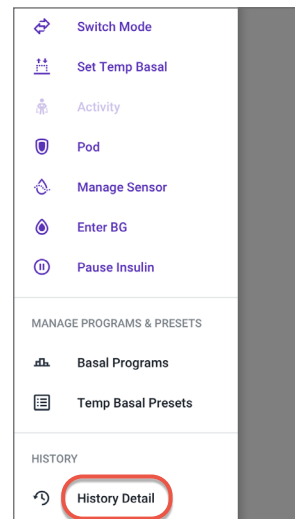 Switch Mode
Set Temp Basal
Activity
Pod
Manage Sensor
Enter BG
Pause Insulin
MANAGE PROGRAMS & PRESETS
Basal Programs
Temp Basal Presets
HISTORY
History Detail